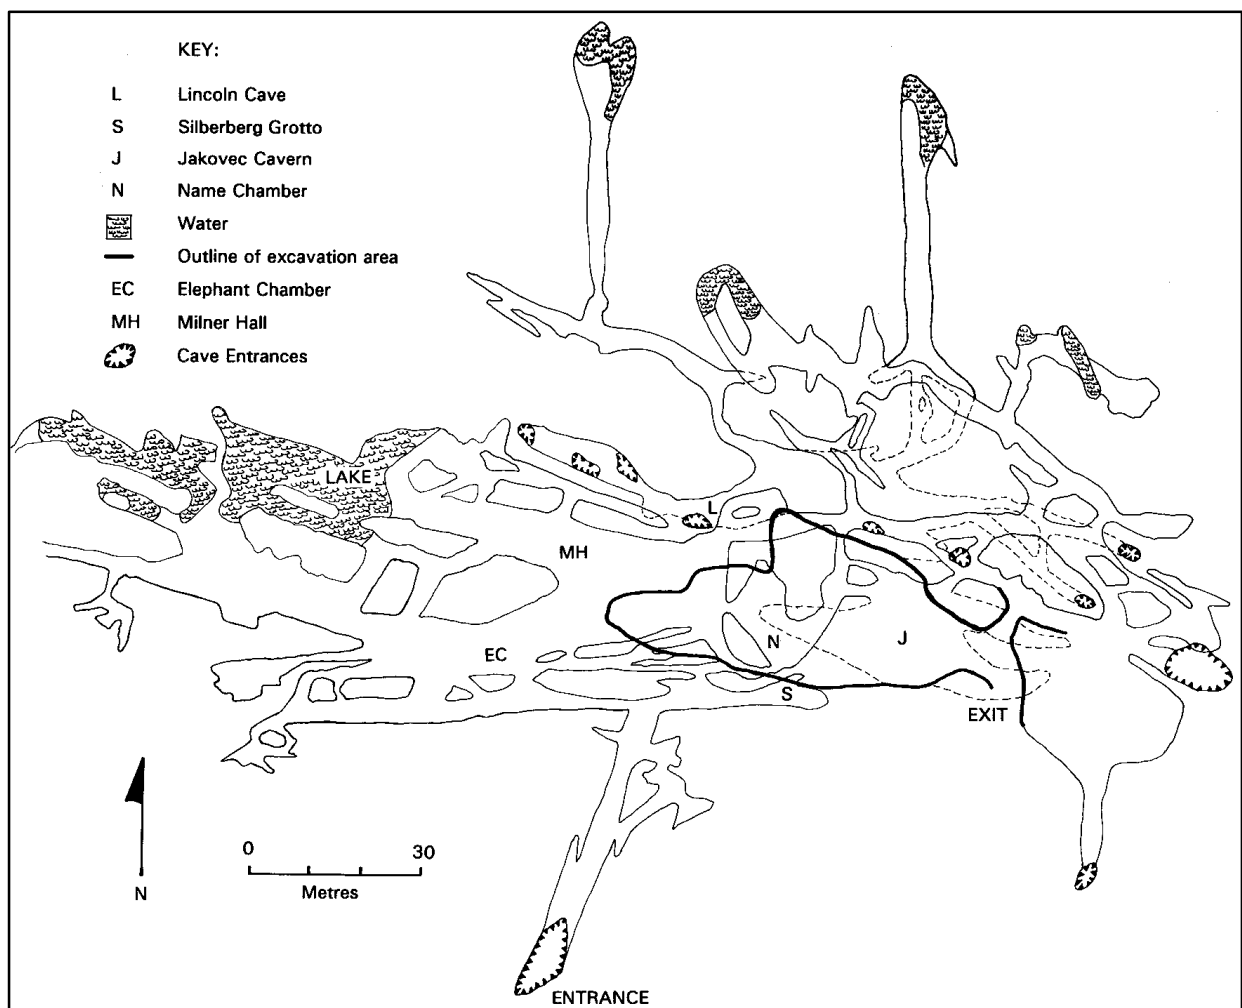 KEY:
L Lincoln Cave
S Silberberg Grotto
J Jakovec Cavern
N Name Chamber
Water
Outline of excavation area
EC Elephant Chamber
MH Milner Hall
Cave Entrances
LAKE
L
MH
N
J
EC
S
EXIT
0 30
Metres
N
ENTRANCE